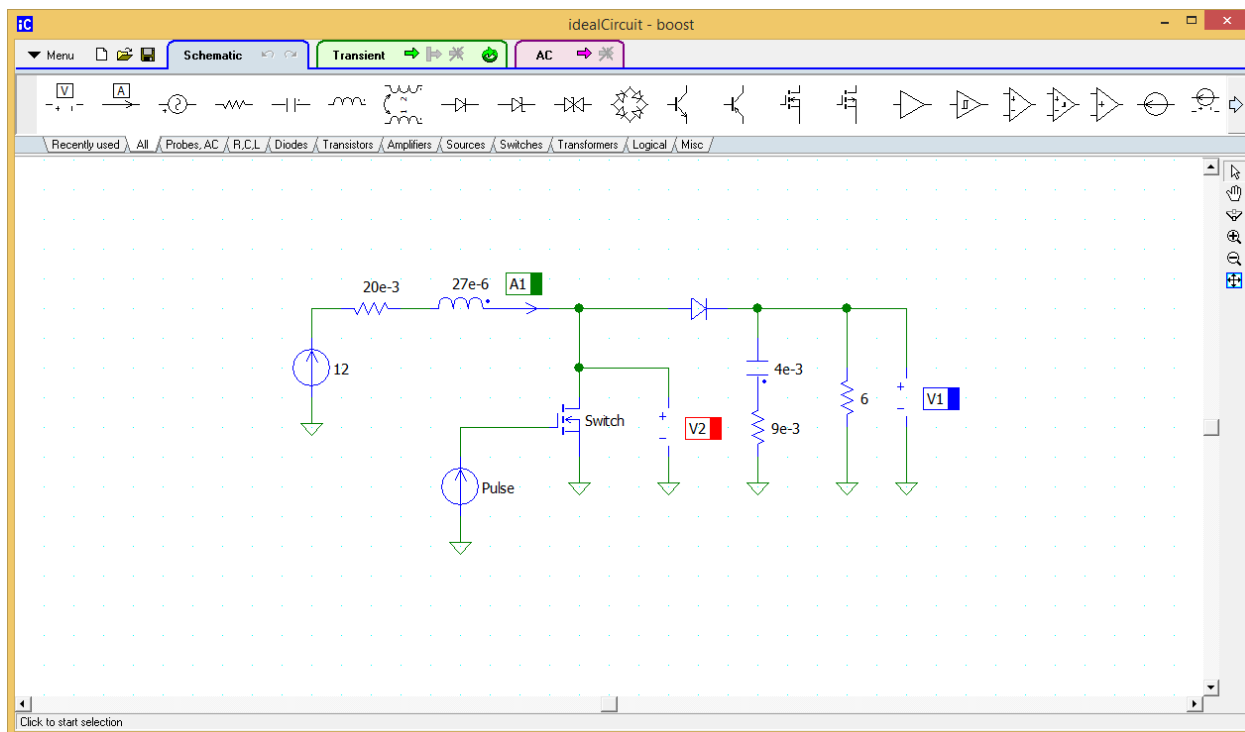 iC idealCircuit - boost
Menu Schematic Transient AC
V A
Recently used All Probes, AC R,C,L Diodes Transistors Amplifiers Sources Switches Transformers Logical Misc
20e-3 27e-6 A1
12 4e-3
6 V1
Switch V2 9e-3
Pulse
Click to start selection